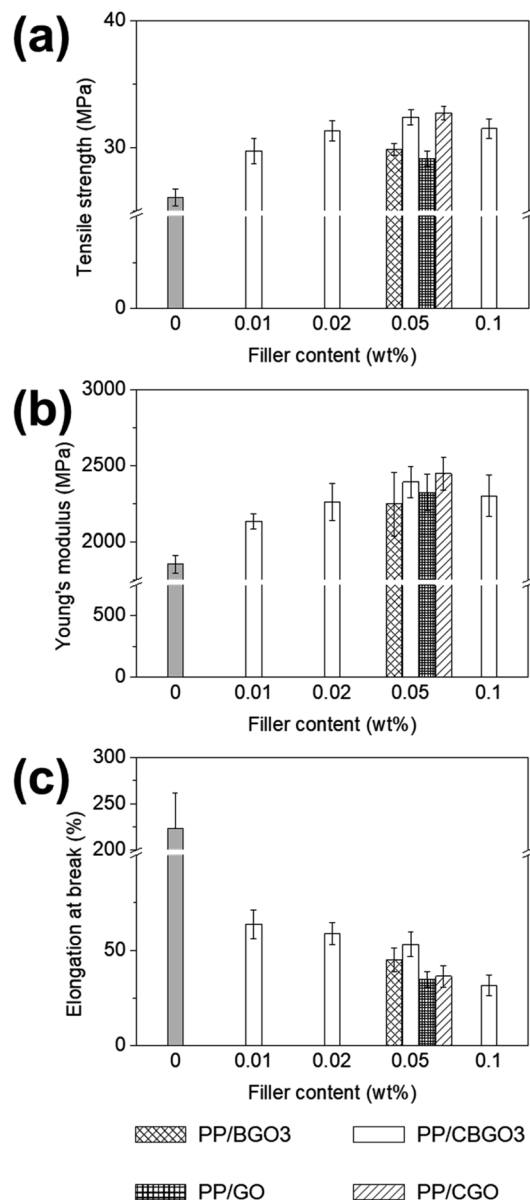 (a)
Tensile strength (MPa)
40
30
0
0 0.01 0.02 0.05 0.1
Filler content (wt%)
(b)
Young's modulus (MPa)
3000
2500
2000
500
0
0 0.01 0.02 0.05 0.1
Filler content (wt%)
(c)
Elongation at break (%)
300
250
200
50
0
0 0.01 0.02 0.05 0.1
Filler content (wt%)
PP/BGO3 PP/CBGO3
PP/GO PP/CGO